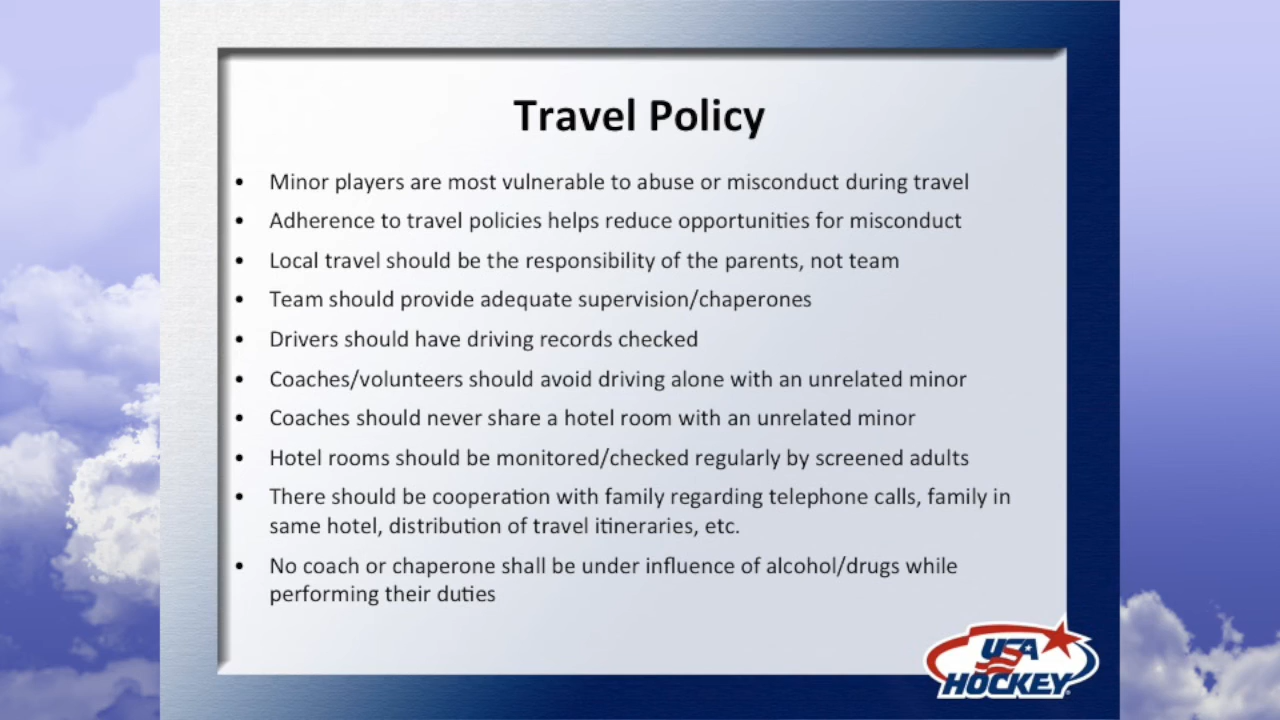 Travel Policy
• Minor players are most vulnerable to abuse or misconduct during travel
• Adherence to travel policies helps reduce opportunities for misconduct
• Local travel should be the responsibility of the parents, not team
• Team should provide adequate supervision/chaperones
• Drivers should have driving records checked
• Coaches/volunteers should avoid driving alone with an unrelated minor
• Coaches should never share a hotel room with an unrelated minor
• Hotel rooms should be monitored/checked regularly by screened adults
• There should be cooperation with family regarding telephone calls, family in
same hotel, distribution of travel itineraries, etc.
• No coach or chaperone shall be under influence of alcohol/drugs while
performing their duties
USA
HOCKEY